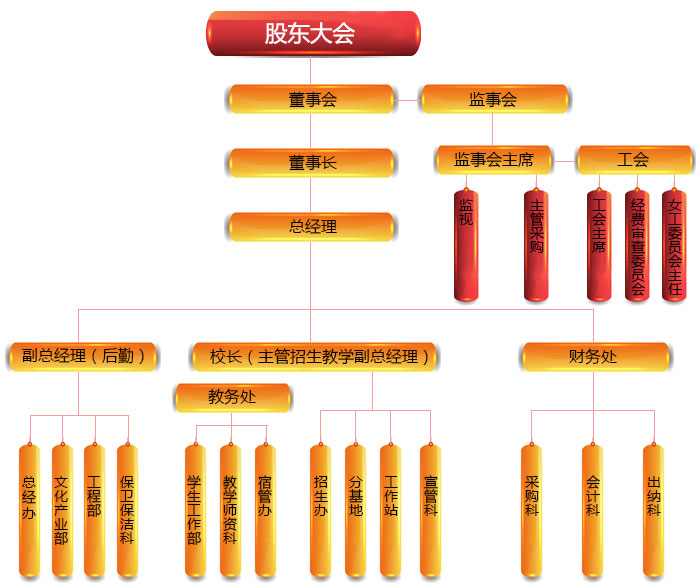 股东大会
董事会
监事会
董事长
监事会主席
工会
监视
主管采购
工会主席
经费审查委员会
女工委员会主任
总经理
副总经理（后勤）
校长（主管招生教学副总经理）
财务处
教务处
总经办
文化产业部
工程部
保卫保洁科
学生工作部
教学师资科
宿管办
招生办
分基地
工作站
宣管科
采购科
会计科
出纳科